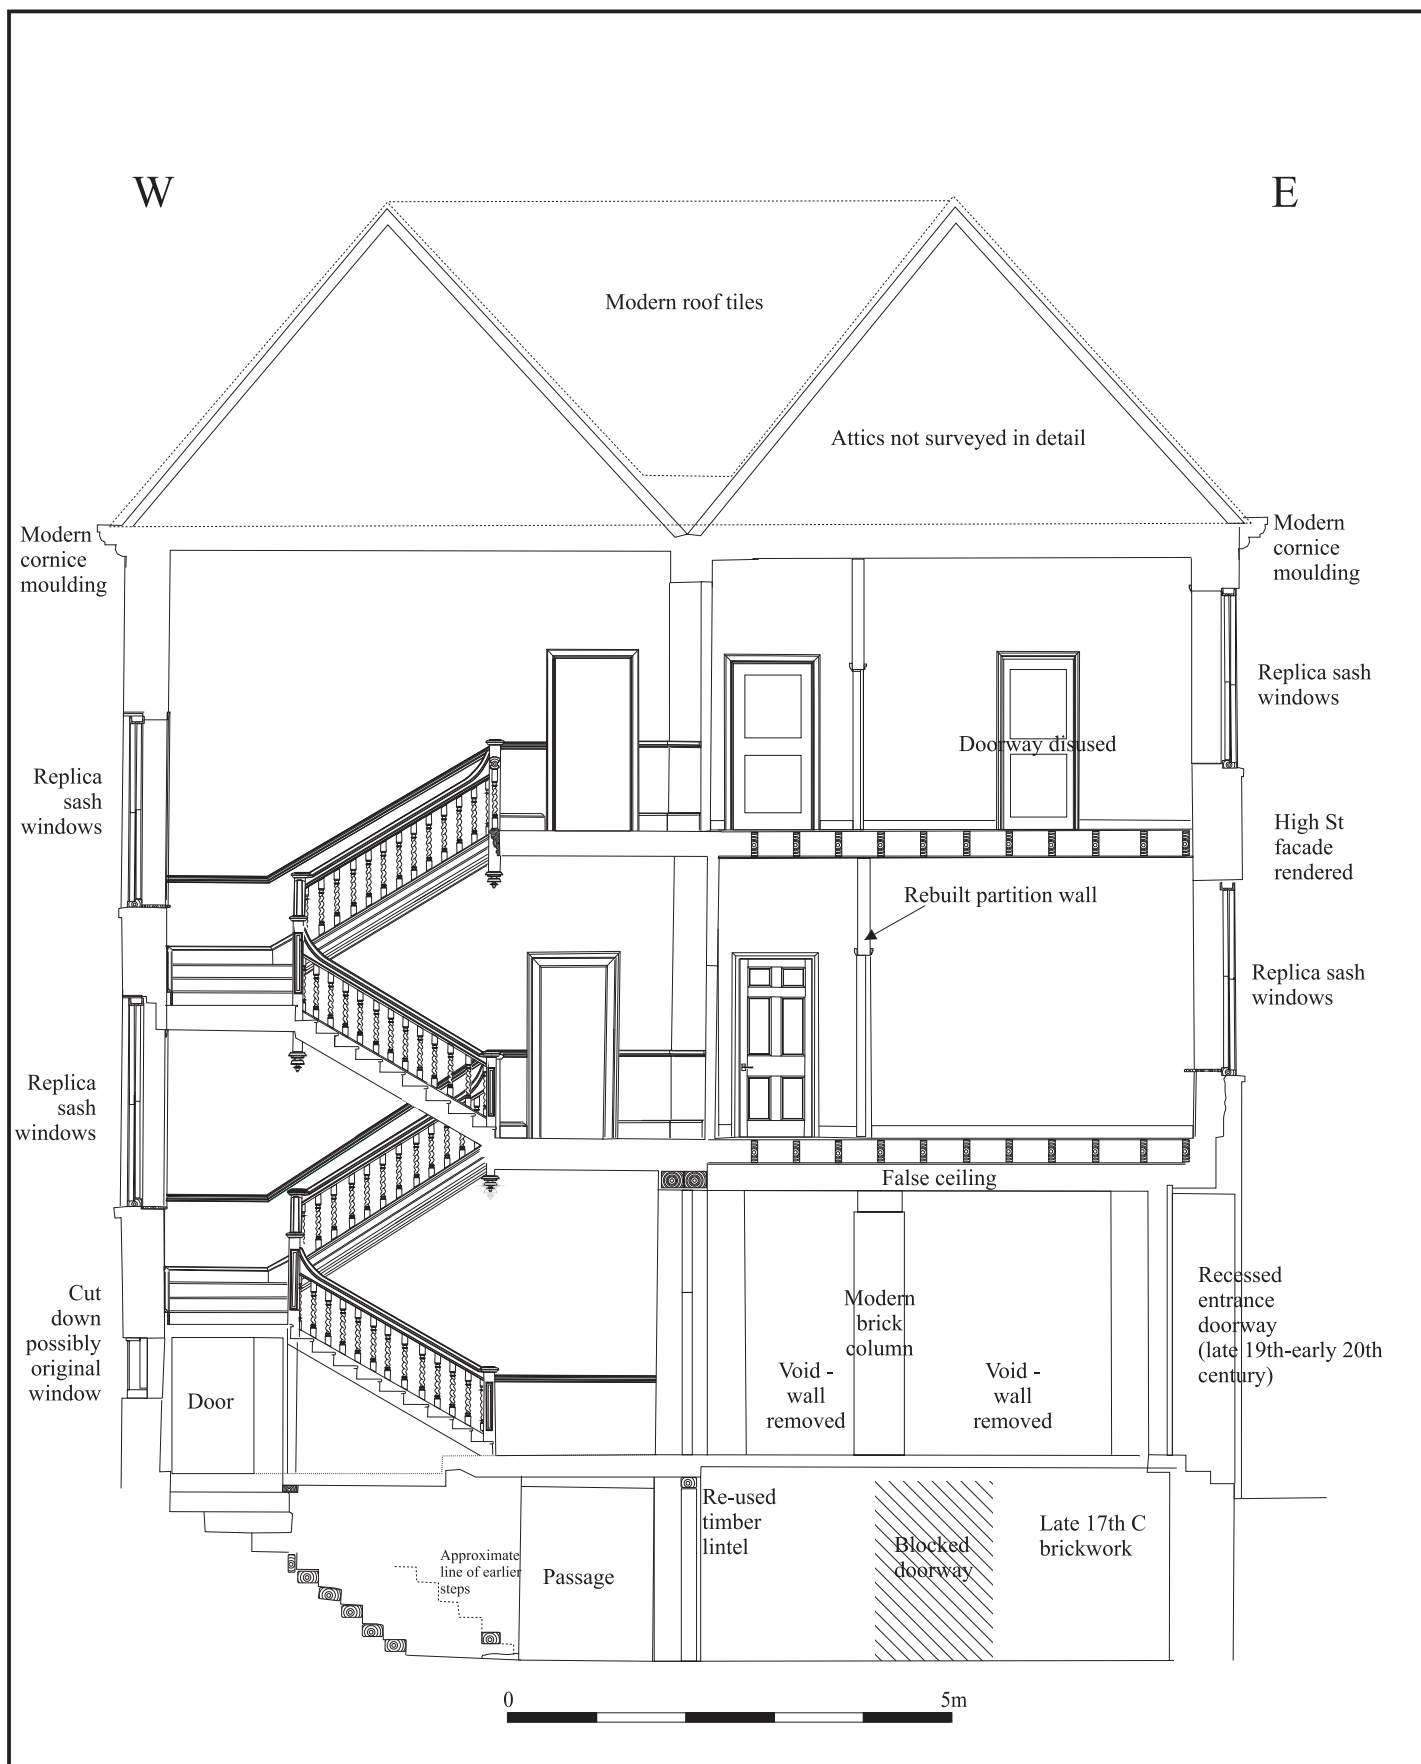 W
E
Modern roof tiles
Attics not surveyed in detail
Modern
cornice
moulding
Modern
cornice
moulding
Replica sash
windows
Doorway disused
Replica
sash
windows
High St
facade
rendered
Rebuilt partition wall
Replica sash
windows
Replica
sash
windows
False ceiling
Cut
down
possibly
original
window
Recessed
entrance
doorway
(late 19th-early 20th
century)
Modern
brick
column
Void -
wall
removed
Void -
wall
removed
Door
Re-used
timber
lintel
Late 17th C
brickwork
Blocked
doorway
Approximate
line of earlier
steps
Passage
0
5m